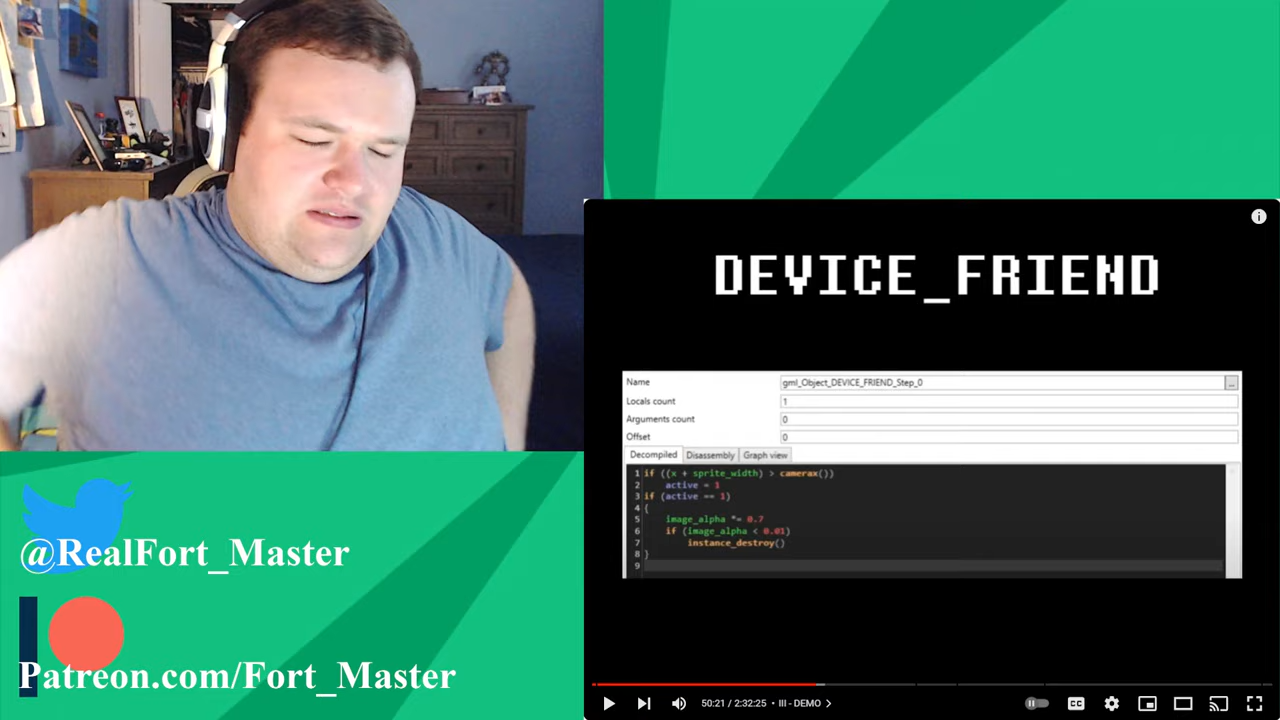 DEVICE_FRIEND
Name gml_Object_DEVICE_FRIEND_Step_0 ...
Locals count 1
Arguments count 0
Offset 0
Decompiled Disassembly Graph view
1 if ((x + sprite_width) > camerax())
2 active = 1
3 if (active == 1)
4 {
5 image_alpha *= 0.7
6 if (image_alpha < 0.01)
7 instance_destroy()
8 }
9
@RealFort_Master
Patreon.com/Fort_Master
50:21 / 2:32:25 • III - DEMO
CC